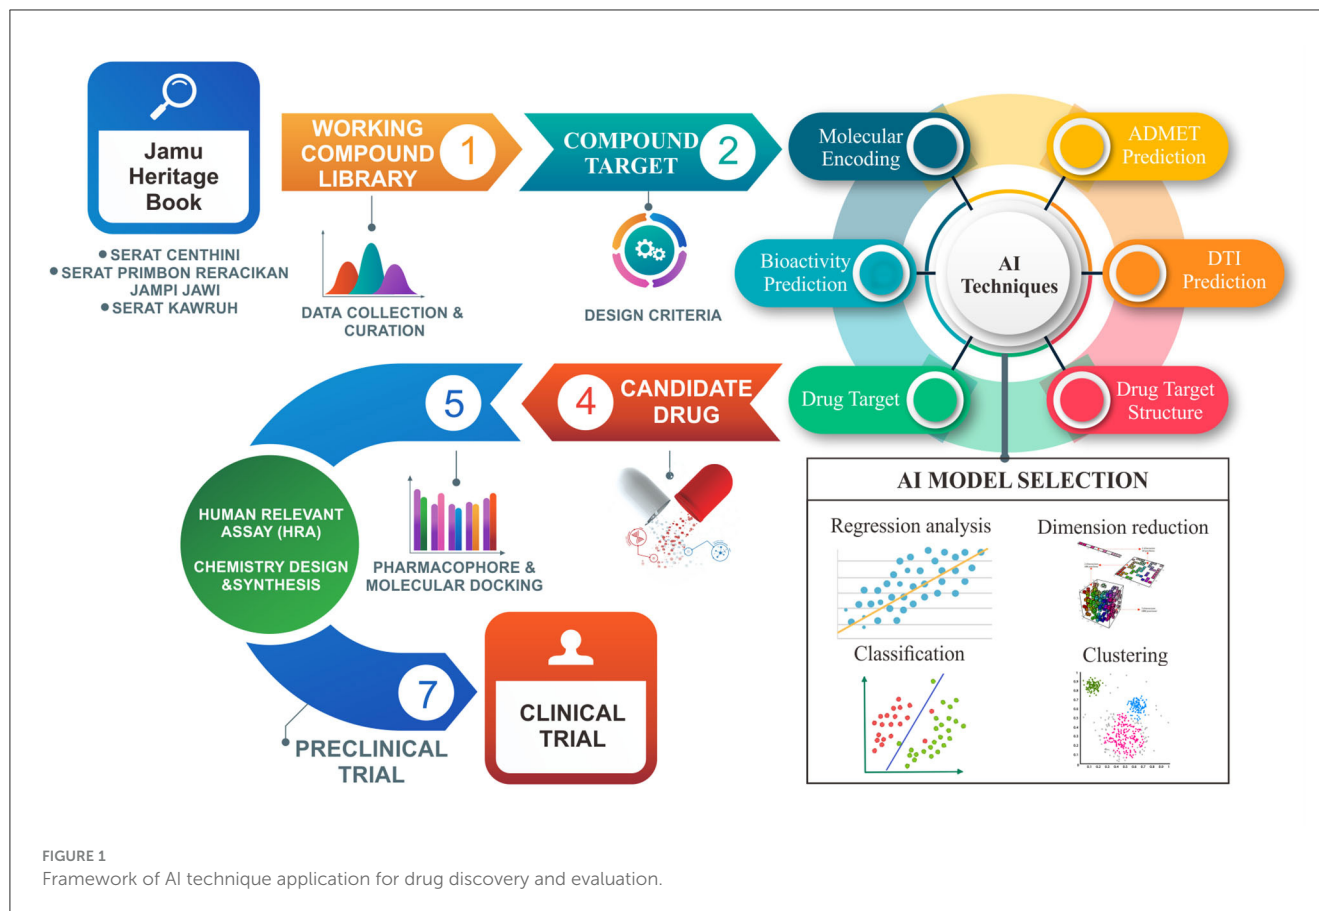 Jamu
Heritage
Book
● SERAT CENTHINI
● SERAT PRIMBON RERACIKAN
JAMPI JAWI
● SERAT KAWRUH
WORKING
COMPOUND
LIBRARY
1
DATA COLLECTION &
CURATION
COMPOUND
TARGET
2
DESIGN CRITERIA
Molecular
Encoding
ADMET
Prediction
Bioactivity
Prediction
AI
Techniques
DTI
Prediction
Drug Target
Drug Target
Structure
AI MODEL SELECTION
Regression analysis
Dimension reduction
Classification
Clustering
4
CANDIDATE
DRUG
5
PHARMACOPHORE &
MOLECULAR DOCKING
HUMAN RELEVANT
ASSAY (HRA)
CHEMISTRY DESIGN
&SYNTHESIS
7
PRECLINICAL
TRIAL
CLINICAL
TRIAL
FIGURE 1
Framework of AI technique application for drug discovery and evaluation.